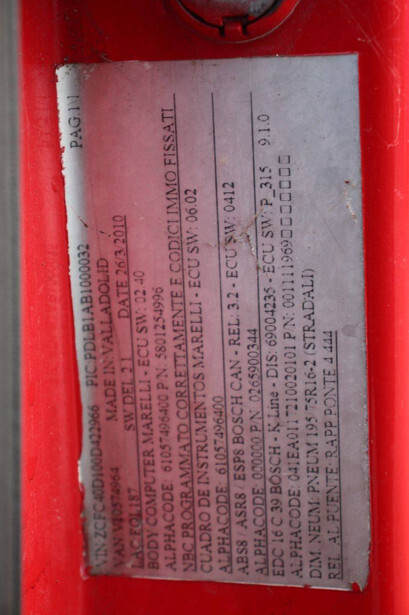 PAG.1\1
VIN ZCFC40D100D422966 PIC PDLB1AB1000032
VAN VI0574964 MADE IN VALLADOLID
LAC EOL187 SW DEL 2.1 DATE 26/3/2010
BODY COMPUTER MARELLI - ECU SW: 02.40
ALPHACODE 61057496400 P\N: 5801254996
NBC PROGRAMMATO CORRETTAMENTE E CODICI IMMO FISSATI
CUADRO DE INSTRUMENTOS MARELLI - ECU SW: 06.02
ALPHACODE: 61057496400
ABS8 ASR8 / ESP8 BOSCH CAN - REL: 3.2 - ECU SW: 0412
ALPHACODE: 000000 P\N: 0265900344
EDC 16 C 39 BOSCH - K Line - DIS: 69004235 - ECU SW: P_315 9.1.0
ALPHACODE: 041EA0117210020101 P\N: 001111969□□□□□□□
DIM. NEUM: PNEUM 195/75R16-2 (STRADALI)
REL. AL PUENTE: RAPP PONTE 4.444